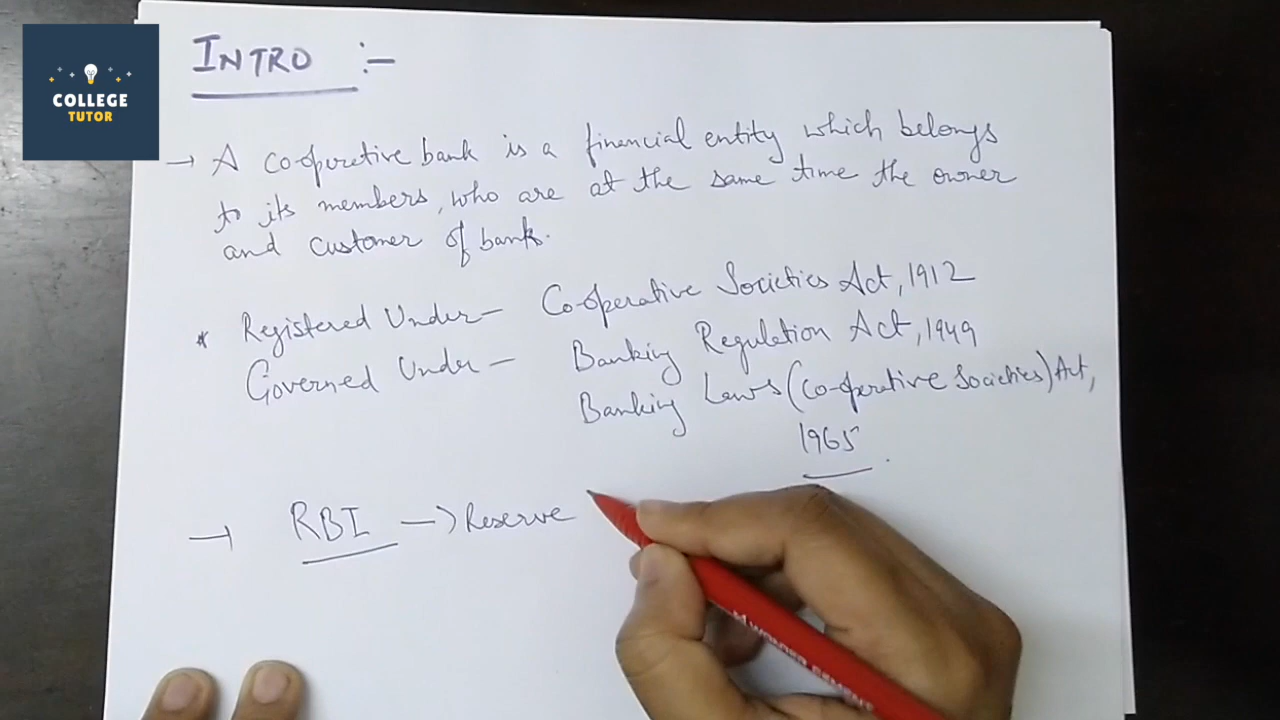 COLLEGE
TUTOR
INTRO :-
→ A co-operative bank is a financial entity which belongs
to its members, who are at the same time the owner
and customer of bank.
* Registered Under - Co-operative Societies Act, 1912
Governed Under - Banking Regulation Act, 1949
Banking Laws (Co-operative Societies) Act,
1965.
→ RBI → Reserve